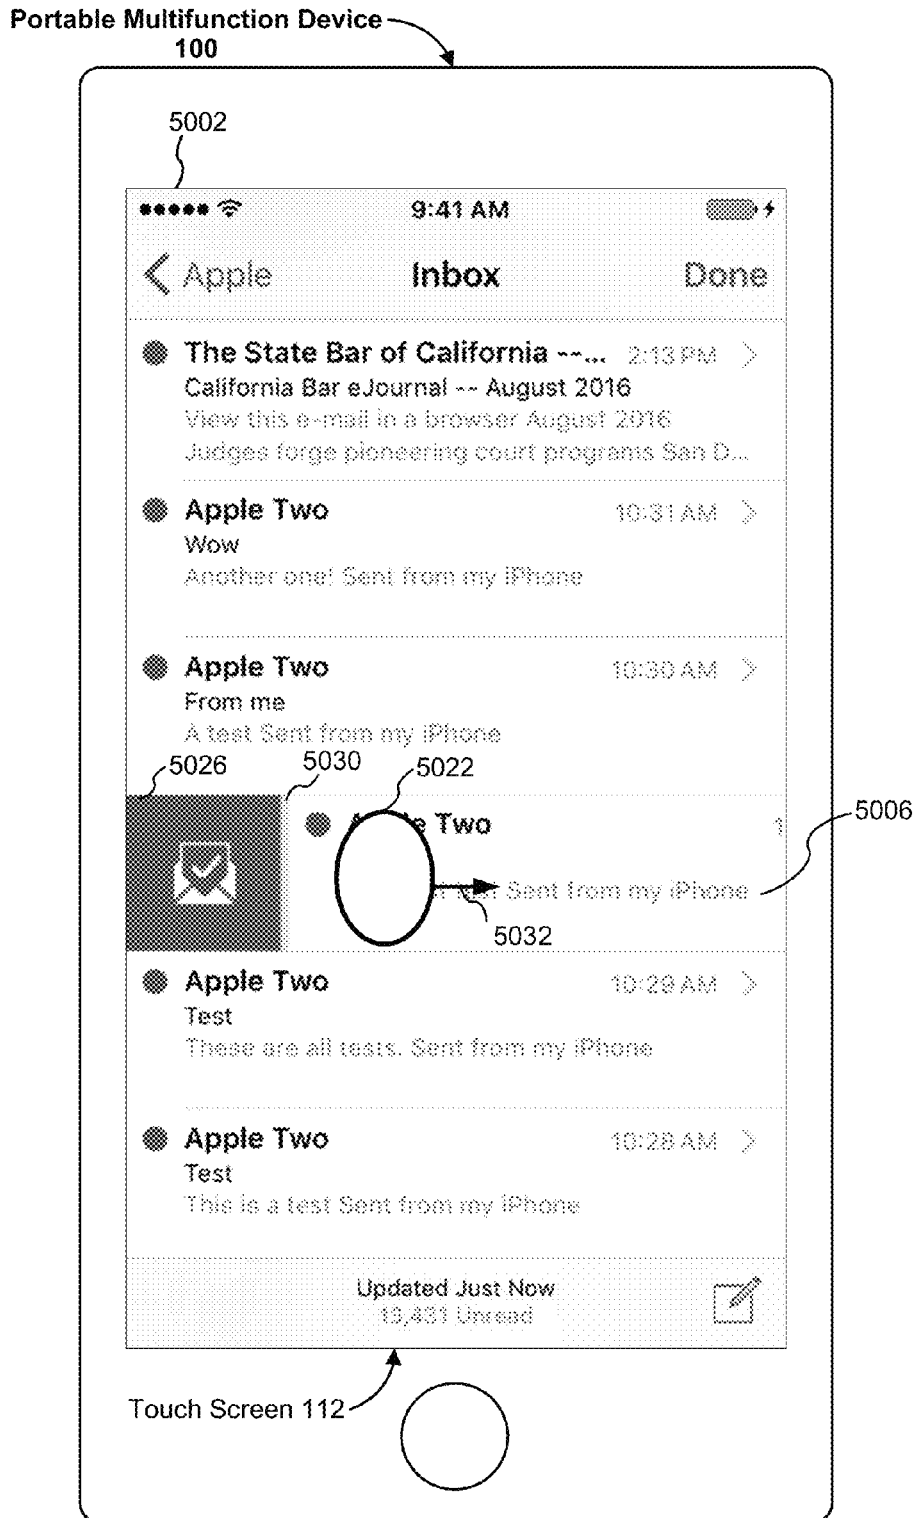 Portable Multifunction Device
100
5002
9:41 AM
Apple Inbox Done
The State Bar of California --... 2:13 PM
California Bar eJournal -- August 2016
View this e-mail in a browser August 2016
Judges forge pioneering court programs San D...
Apple Two 10:31 AM
Wow
Another one! Sent from my iPhone
Apple Two 10:30 AM
From me
A test Sent from my iPhone
5026 5030 5022
Two 1
5006
Sent from my iPhone
5032
Apple Two 10:29 AM
Test
These are all tests. Sent from my iPhone
Apple Two 10:28 AM
Test
This is a test Sent from my iPhone
Updated Just Now
13,431 Unread
Touch Screen 112